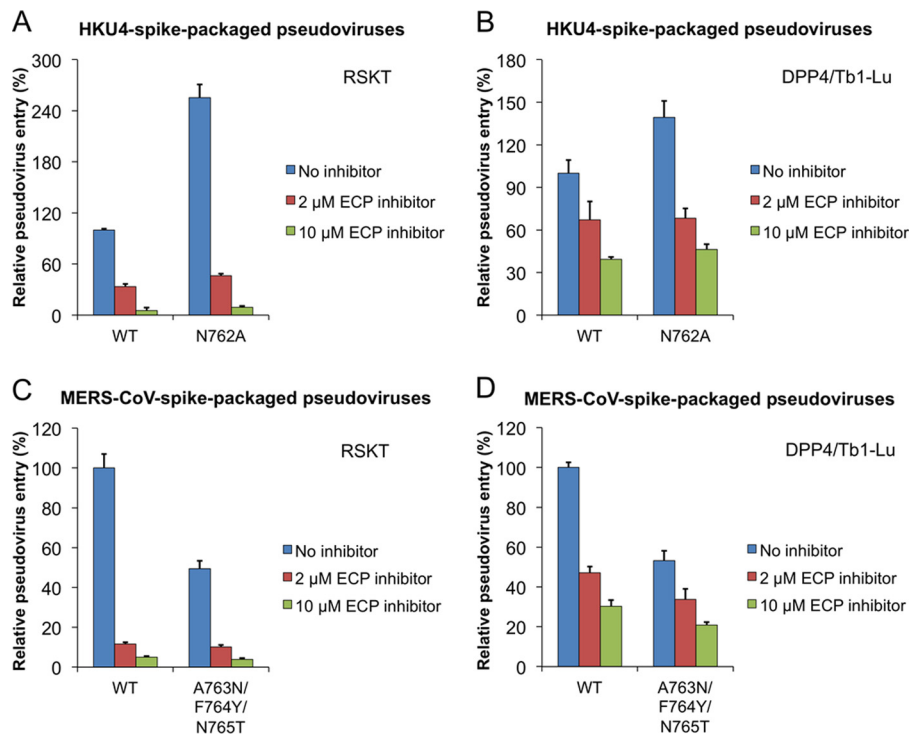 A
HKU4-spike-packaged pseudoviruses
RSKT
Relative pseudovirus entry (%)
300
240
180
120
60
0
No inhibitor
2 µM ECP inhibitor
10 µM ECP inhibitor
WT
N762A
B
HKU4-spike-packaged pseudoviruses
DPP4/Tb1-Lu
Relative pseudovirus entry (%)
180
150
120
90
60
30
0
No inhibitor
2 µM ECP inhibitor
10 µM ECP inhibitor
WT
N762A
C
MERS-CoV-spike-packaged pseudoviruses
RSKT
Relative pseudovirus entry (%)
120
100
80
60
40
20
0
No inhibitor
2 µM ECP inhibitor
10 µM ECP inhibitor
WT
A763N/
F764Y/
N765T
D
MERS-CoV-spike-packaged pseudoviruses
DPP4/Tb1-Lu
Relative pseudovirus entry (%)
120
100
80
60
40
20
0
No inhibitor
2 µM ECP inhibitor
10 µM ECP inhibitor
WT
A763N/
F764Y/
N765T